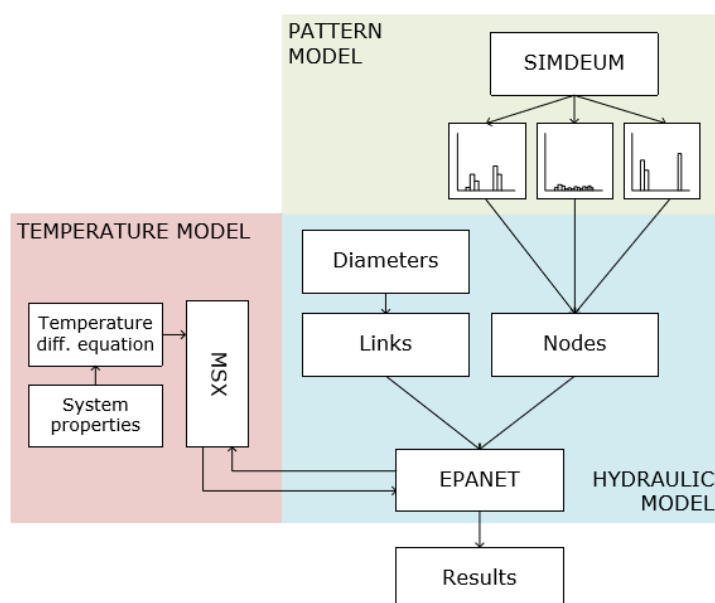 PATTERN
MODEL
SIMDEUM
TEMPERATURE MODEL
Diameters
Temperature
diff. equation
MSX
Links
Nodes
System
properties
EPANET
HYDRAULIC
MODEL
Results